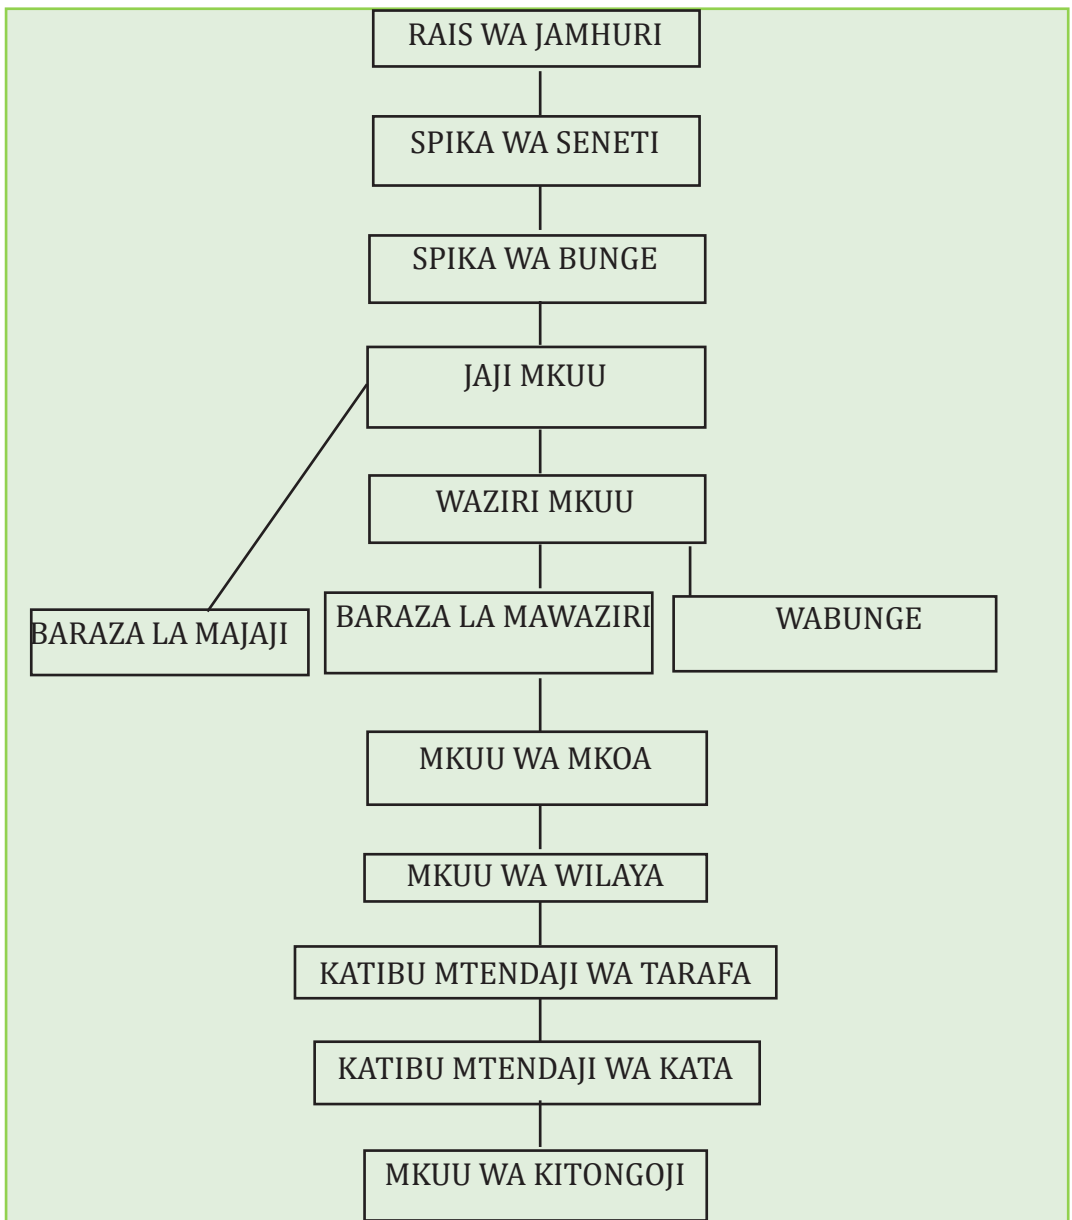 RAIS WA JAMHURI
SPIKA WA SENETI
SPIKA WA BUNGE
JAJI MKUU
WAZIRI MKUU
BARAZA LA MAJAJI
BARAZA LA MAWAZIRI
WABUNGE
MKUU WA MKOA
MKUU WA WILAYA
KATIBU MTENDAJI WA TARAFA
KATIBU MTENDAJI WA KATA
MKUU WA KITONGOJI